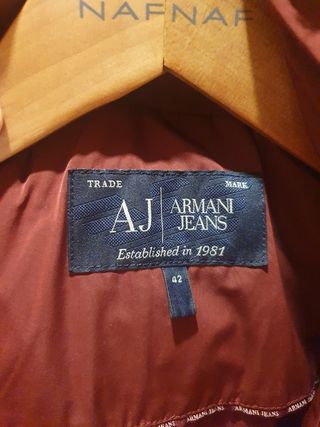 NAFNAF
TRADE MARK
AJ ARMANI JEANS
Established in 1981
42
ARMANI JEANS